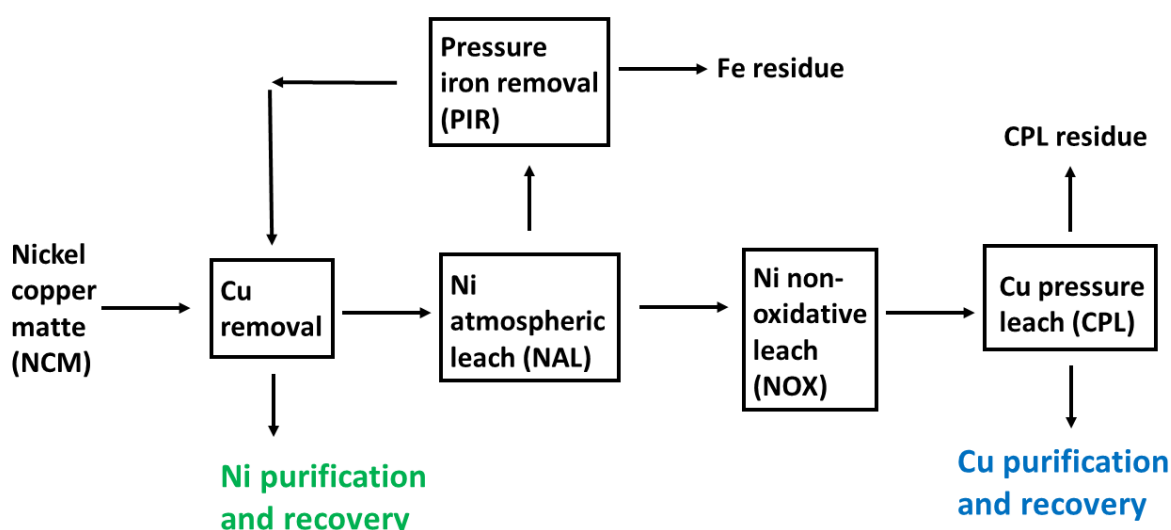 Pressure
iron removal
(PIR)
Fe residue
CPL residue
Nickel
copper
matte
(NCM)
Cu
removal
Ni
atmospheric
leach (NAL)
Ni non-
oxidative
leach
(NOX)
Cu pressure
leach (CPL)
Ni purification
and recovery
Cu purification
and recovery